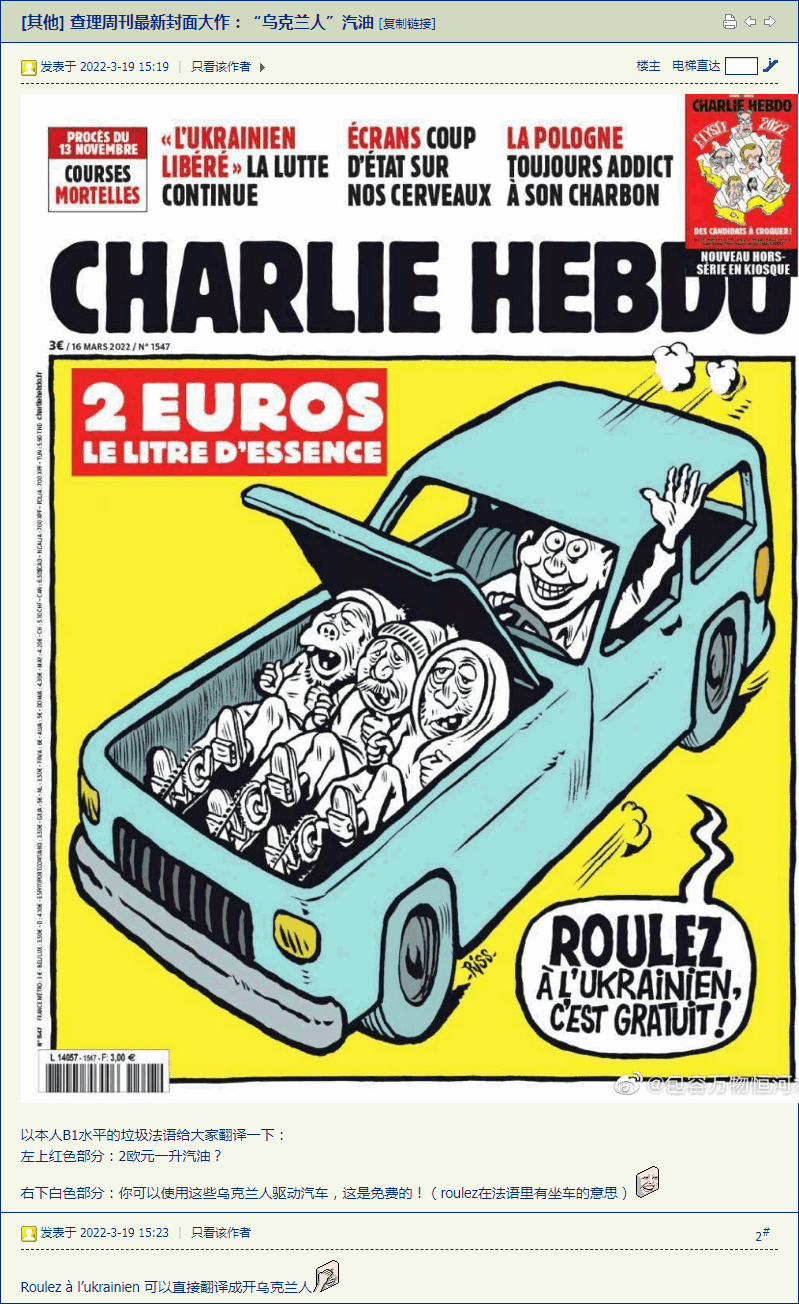 [其他] 查理周刊最新封面大作：“乌克兰人”汽油 [复制链接]
发表于 2022-3-19 15:19 | 只看该作者
楼主 电梯直达
PROCÈS DU
13 NOVEMBRE
COURSES
MORTELLES
« L'UKRAINIEN
LIBÉRÉ » LA LUTTE
CONTINUE
ÉCRANS COUP
D'ÉTAT SUR
NOS CERVEAUX
LA POLOGNE
TOUJOURS ADDICT
À SON CHARBON
CHARLIE HEBDO
ELYSÉE 2022
DES CANDIDATS À CROQUER!
NOUVEAU HORS-
SÉRIE EN KIOSQUE
CHARLIE HEBDO
3€ / 16 MARS 2022 / N° 1547
charliehebdo.fr
2 EUROS
LE LITRE D'ESSENCE
RISS
ROULEZ
À L'UKRAINIEN,
C'EST GRATUIT!
L 14057 - 1547 - F: 3,00 €
@包容万物恒河
以本人B1水平的垃圾法语给大家翻译一下：
左上红色部分：2欧元一升汽油？
右下白色部分：你可以使用这些乌克兰人驱动汽车，这是免费的！（roulez在法语里有坐车的意思）
发表于 2022-3-19 15:23 | 只看该作者
2#
Roulez à l’ukrainien 可以直接翻译成开乌克兰人